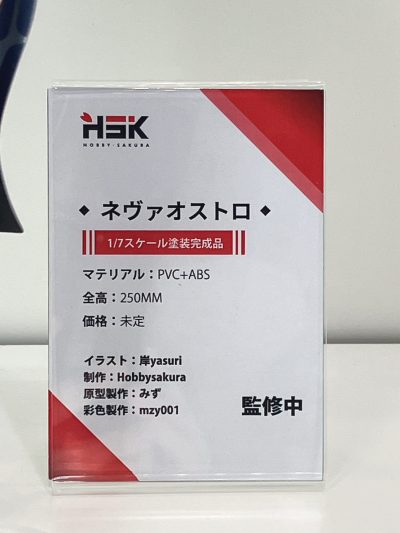 HSK
HOBBY·SAKURA
◆ ネヴァオストロ ◆
1/7スケール塗装完成品
マテリアル：PVC+ABS
全高：250MM
価格：未定
イラスト：岸yasuri
制作：Hobbysakura
原型製作：みず
彩色製作：mzy001
監修中